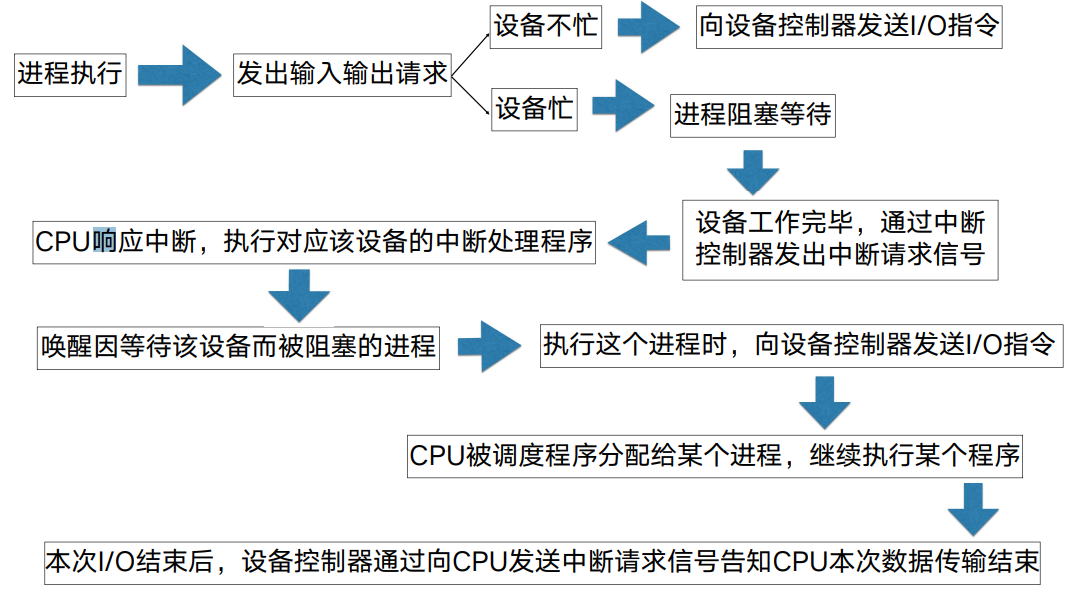 进程执行
发出输入输出请求
设备不忙
向设备控制器发送I/O指令
设备忙
进程阻塞等待
设备工作完毕，通过中断
控制器发出中断请求信号
CPU响应中断，执行对应该设备的中断处理程序
唤醒因等待该设备而被阻塞的进程
执行这个进程时，向设备控制器发送I/O指令
CPU被调度程序分配给某个进程，继续执行某个程序
本次I/O结束后，设备控制器通过向CPU发送中断请求信号告知CPU本次数据传输结束